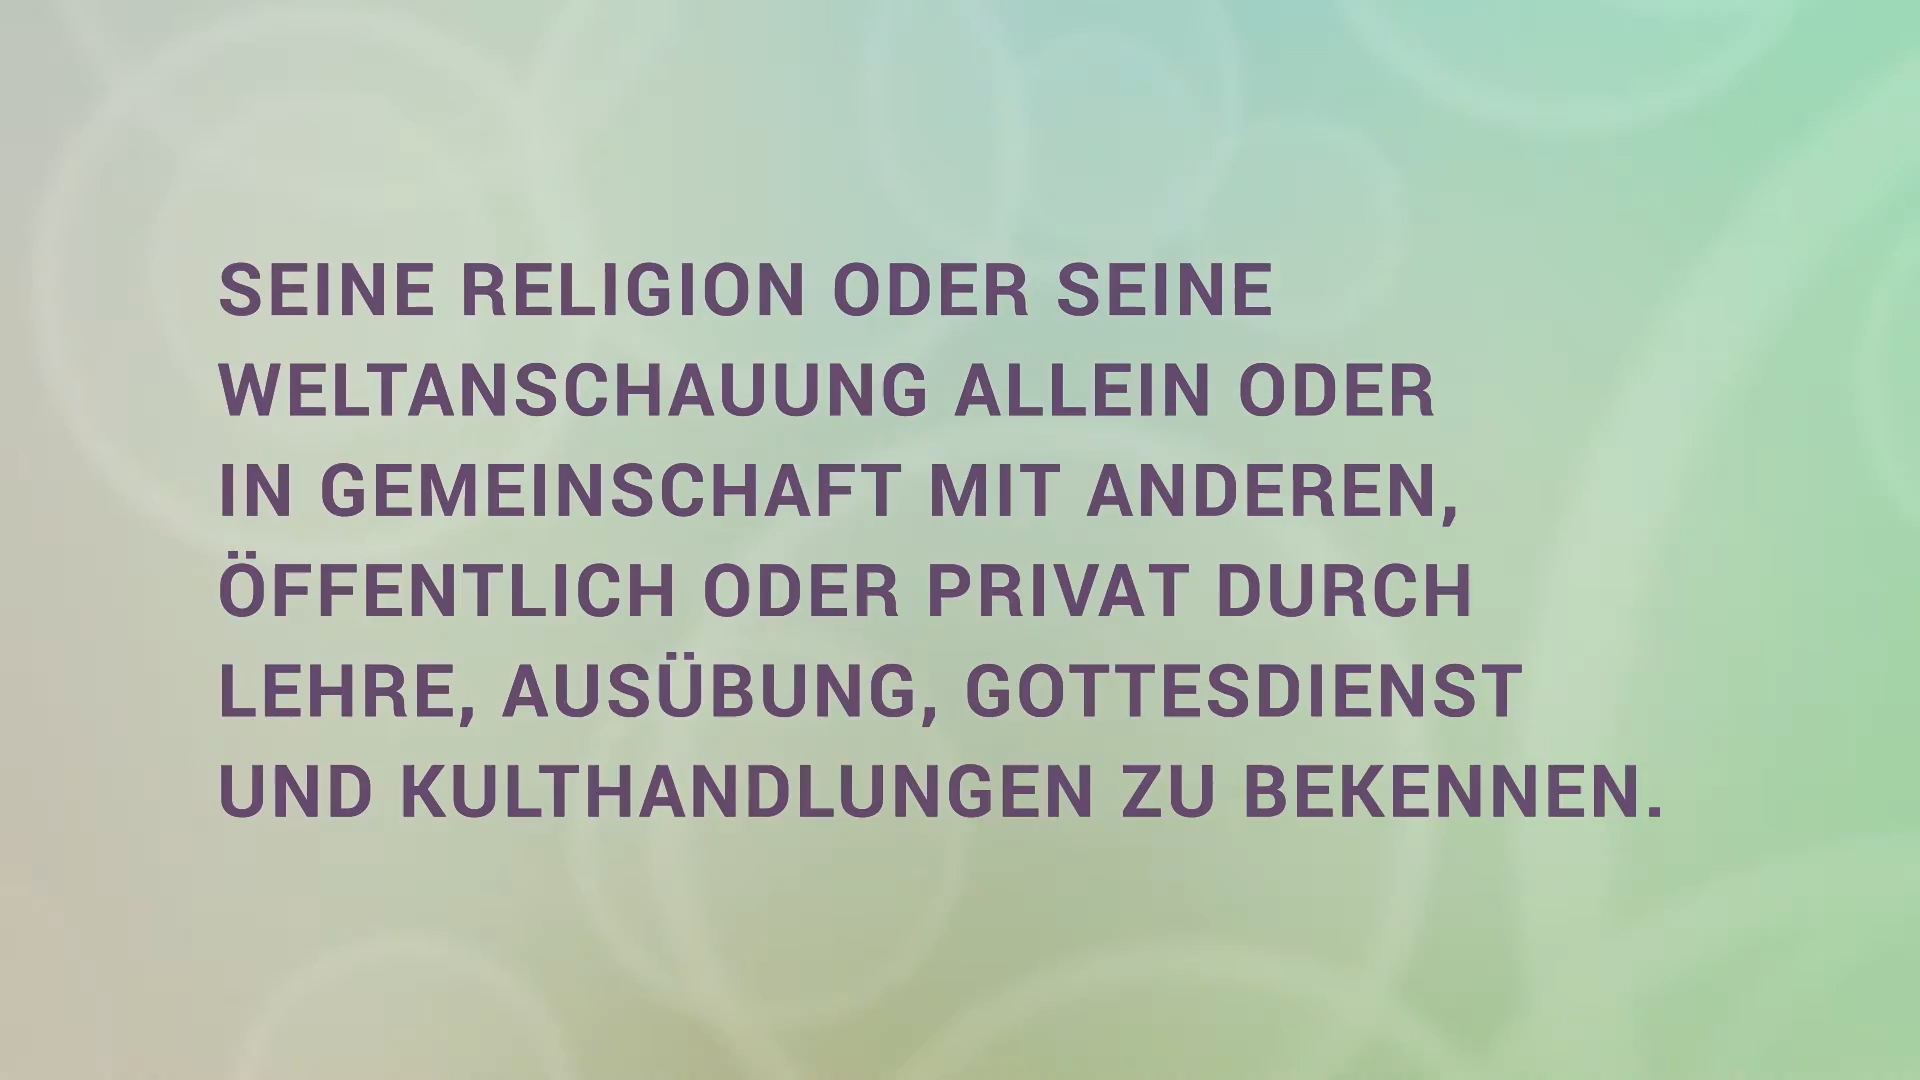 SEINE RELIGION ODER SEINE
WELTANSCHAUUNG ALLEIN ODER
IN GEMEINSCHAFT MIT ANDEREN,
ÖFFENTLICH ODER PRIVAT DURCH
LEHRE, AUSÜBUNG, GOTTESDIENST
UND KULTHANDLUNGEN ZU BEKENNEN.